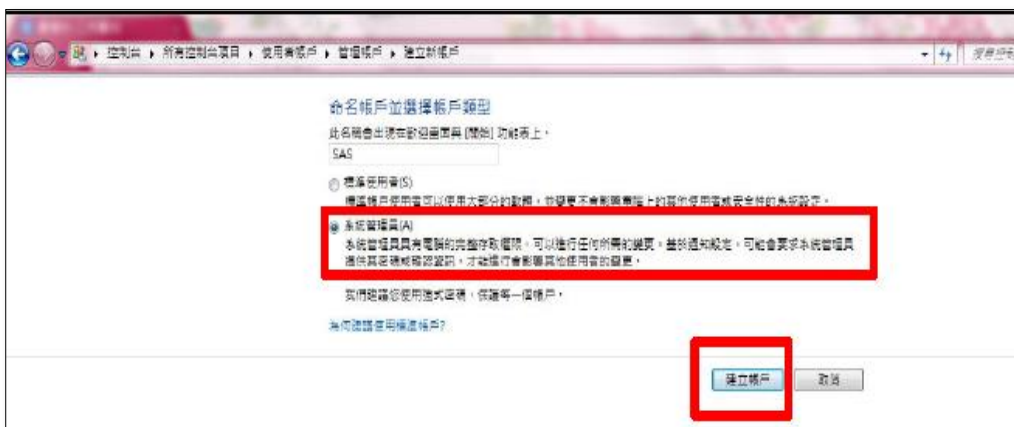 控制台 ▸ 所有控制台項目 ▸ 使用者帳戶 ▸ 管理帳戶 ▸ 建立新帳戶
搜尋控制
命名帳戶並選擇帳戶類型
此名稱會出現在歡迎畫面與 [開始] 功能表上。
SAS
標準使用者(S)
標準帳戶使用者可以使用大部分的軟體，並變更不會影響電腦上的其他使用者或安全性的系統設定。
系統管理員(A)
系統管理員具有電腦的完整存取權限，可以進行任何所需的變更。基於通知設定，可能會要求系統管理員
提供其密碼或確認資訊，才能進行會影響其他使用者的變更。
我們建議您使用強式密碼，保護每一個帳戶。
為何建議使用標準帳戶?
建立帳戶
取消